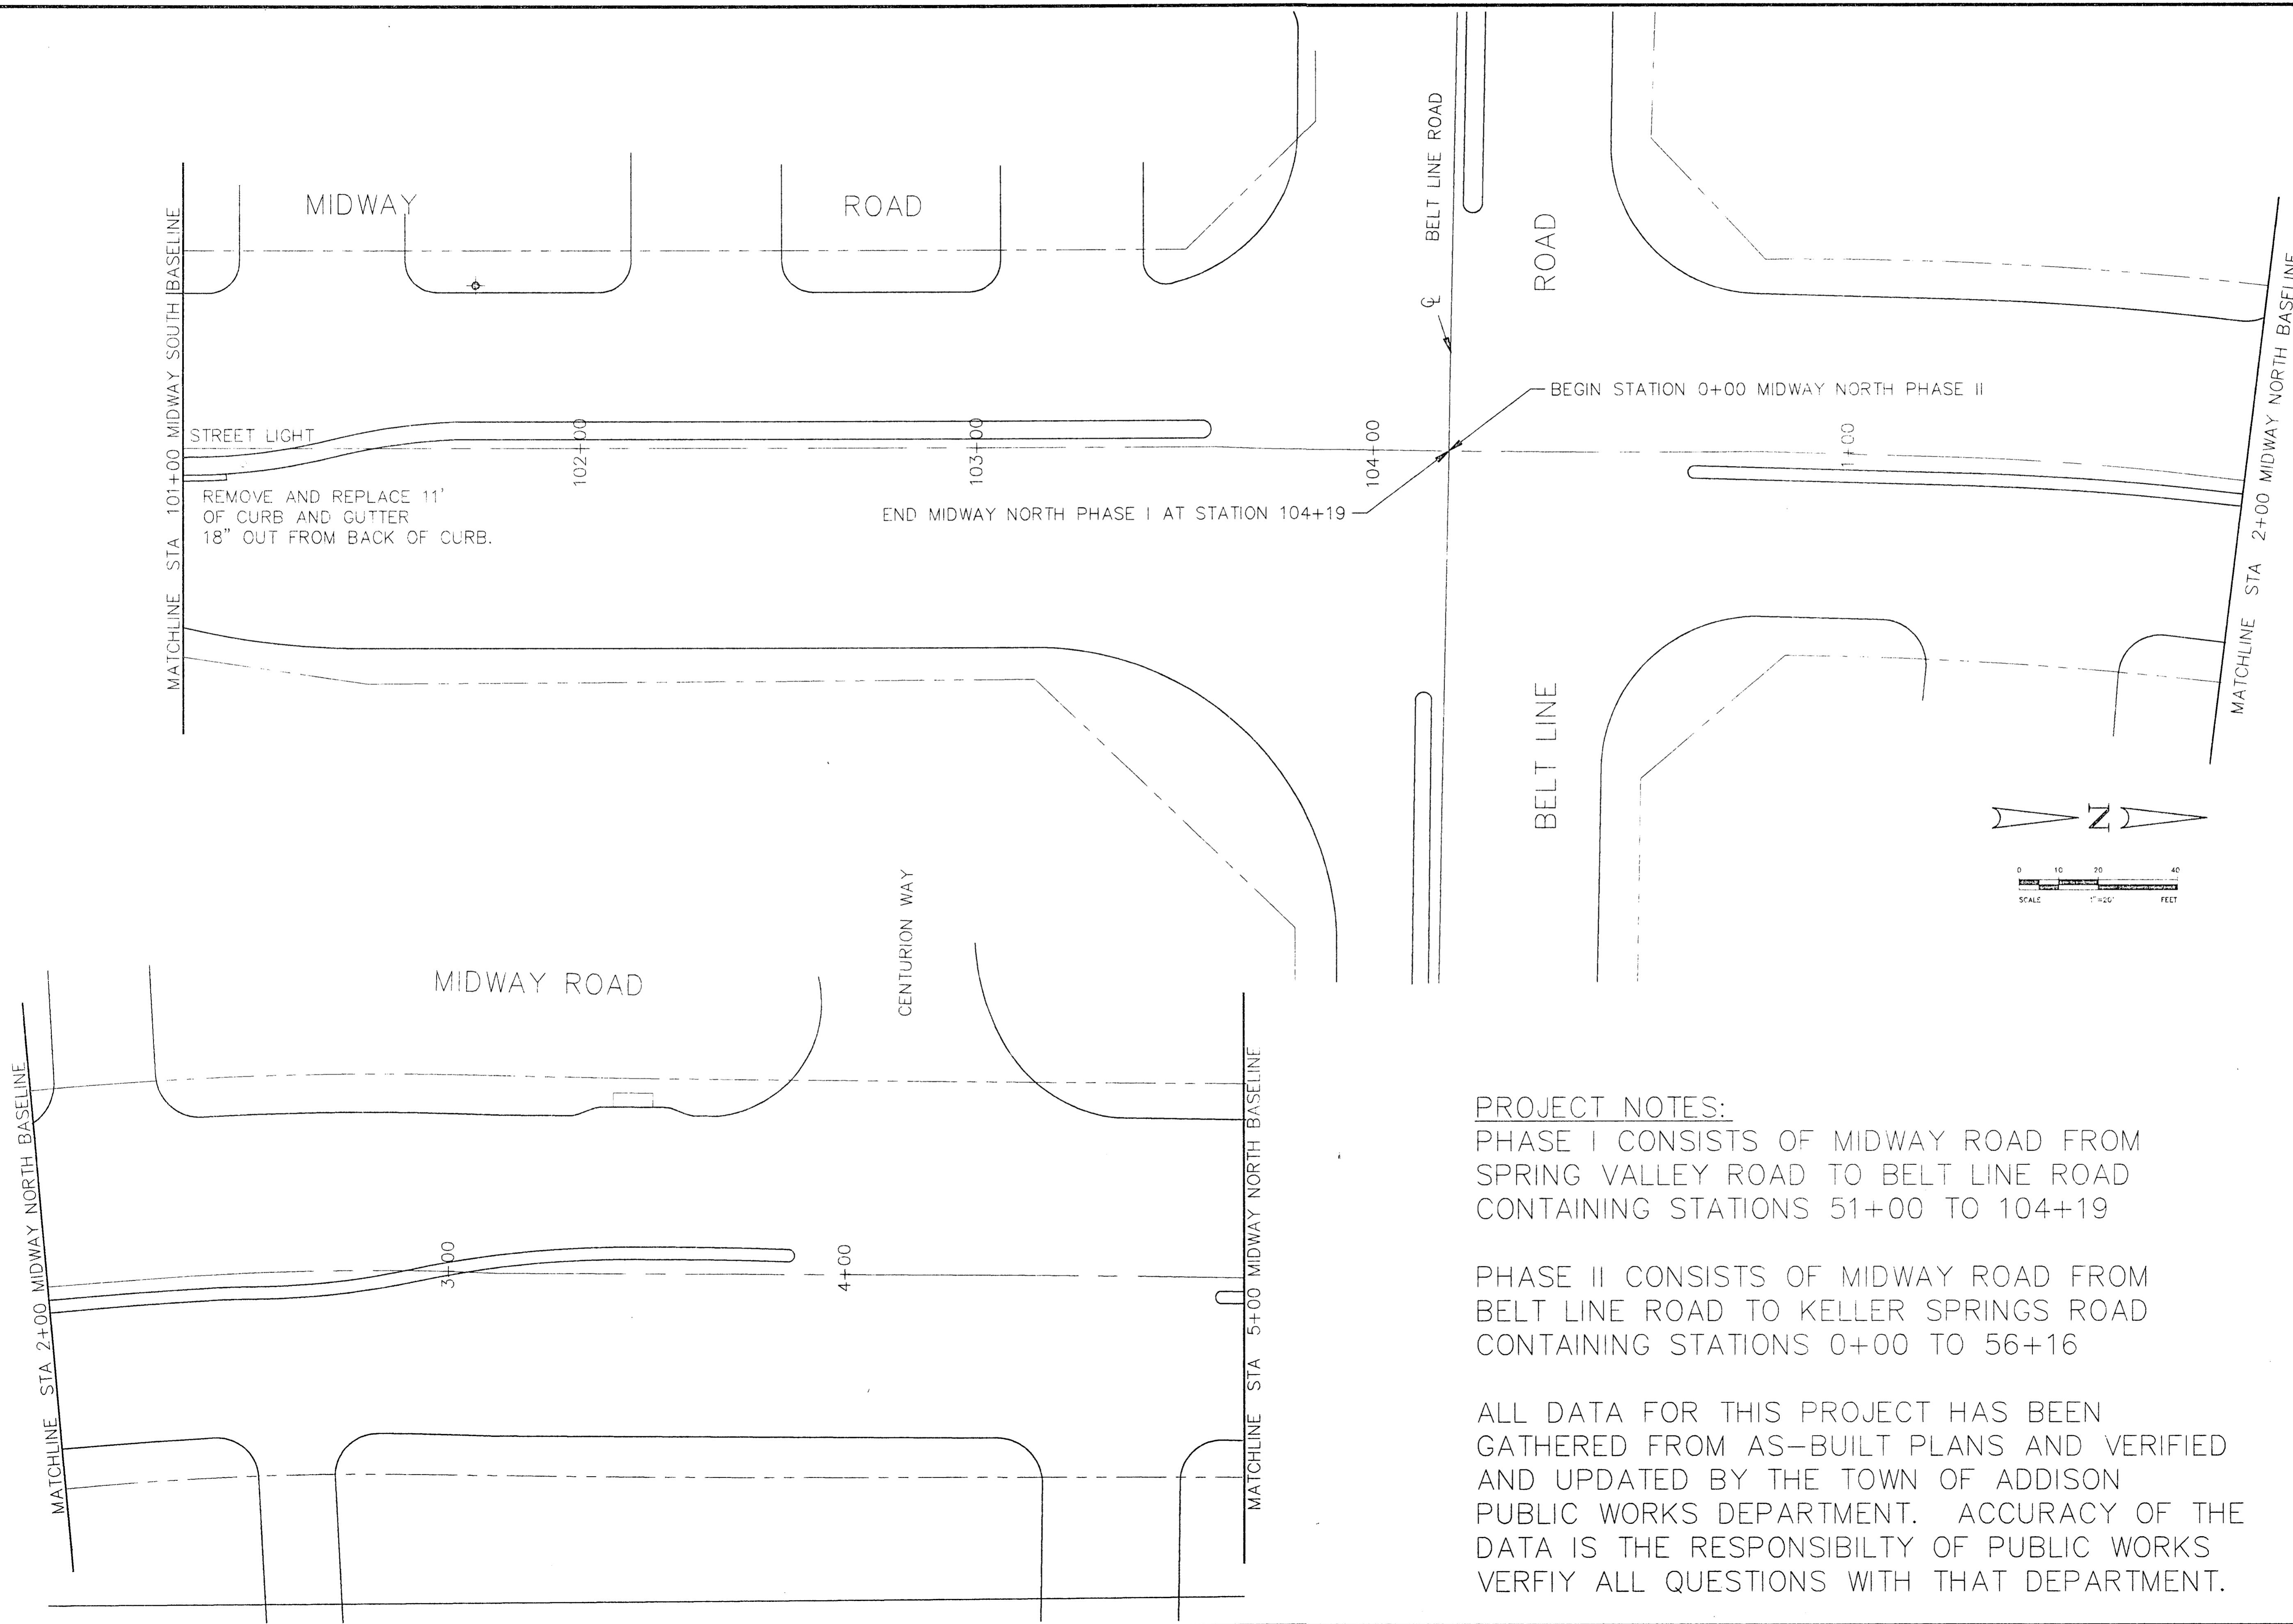 MIDWAY ROAD
BELT LINE ROAD
ROAD
℄
MATCHLINE STA 101+00 MIDWAY SOUTH BASELINE
STREET LIGHT
102+00
103+00
104+00
1+00
BEGIN STATION 0+00 MIDWAY NORTH PHASE II
END MIDWAY NORTH PHASE I AT STATION 104+19
REMOVE AND REPLACE 11'
OF CURB AND GUTTER
18" OUT FROM BACK OF CURB.
MATCHLINE STA 2+00 MIDWAY NORTH BASELINE
BELT LINE
N
0 10 20 40
SCALE 1"=20' FEET
MIDWAY ROAD
CENTURION WAY
MATCHLINE STA 2+00 MIDWAY NORTH BASELINE
3+00
4+00
MATCHLINE STA 5+00 MIDWAY NORTH BASELINE
PROJECT NOTES:
PHASE I CONSISTS OF MIDWAY ROAD FROM
SPRING VALLEY ROAD TO BELT LINE ROAD
CONTAINING STATIONS 51+00 TO 104+19
PHASE II CONSISTS OF MIDWAY ROAD FROM
BELT LINE ROAD TO KELLER SPRINGS ROAD
CONTAINING STATIONS 0+00 TO 56+16
ALL DATA FOR THIS PROJECT HAS BEEN
GATHERED FROM AS-BUILT PLANS AND VERIFIED
AND UPDATED BY THE TOWN OF ADDISON
PUBLIC WORKS DEPARTMENT. ACCURACY OF THE
DATA IS THE RESPONSIBILTY OF PUBLIC WORKS
VERFIY ALL QUESTIONS WITH THAT DEPARTMENT.